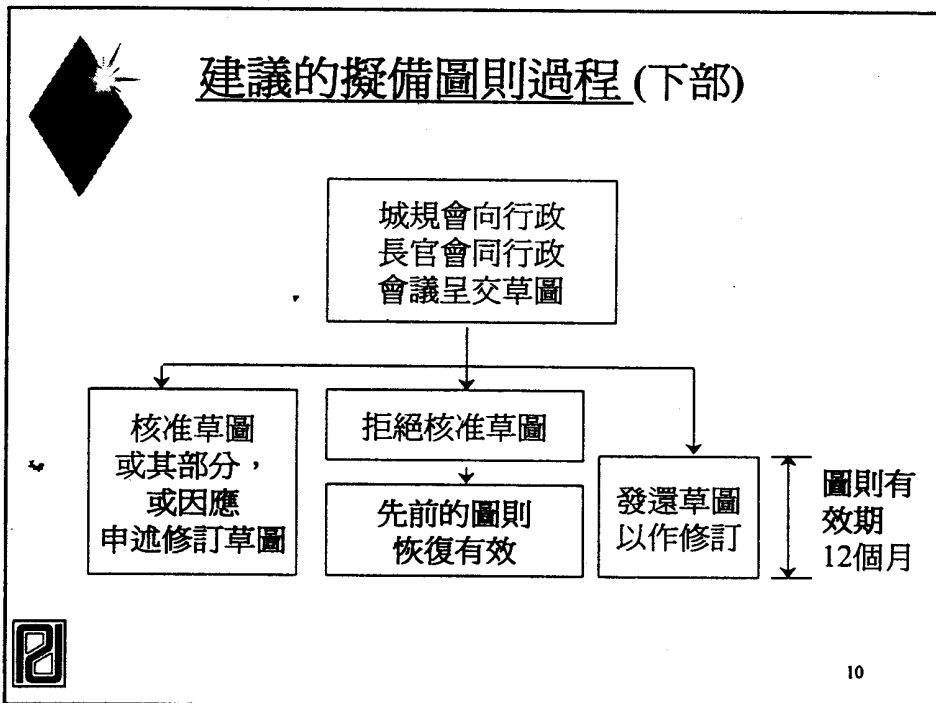 建議的擬備圖則過程 (下部)
城規會向行政
長官會同行政
會議呈交草圖
核准草圖
或其部分，
或因應
申述修訂草圖
拒絕核准草圖
先前的圖則
恢復有效
發還草圖
以作修訂
圖則有
效期
12個月
10